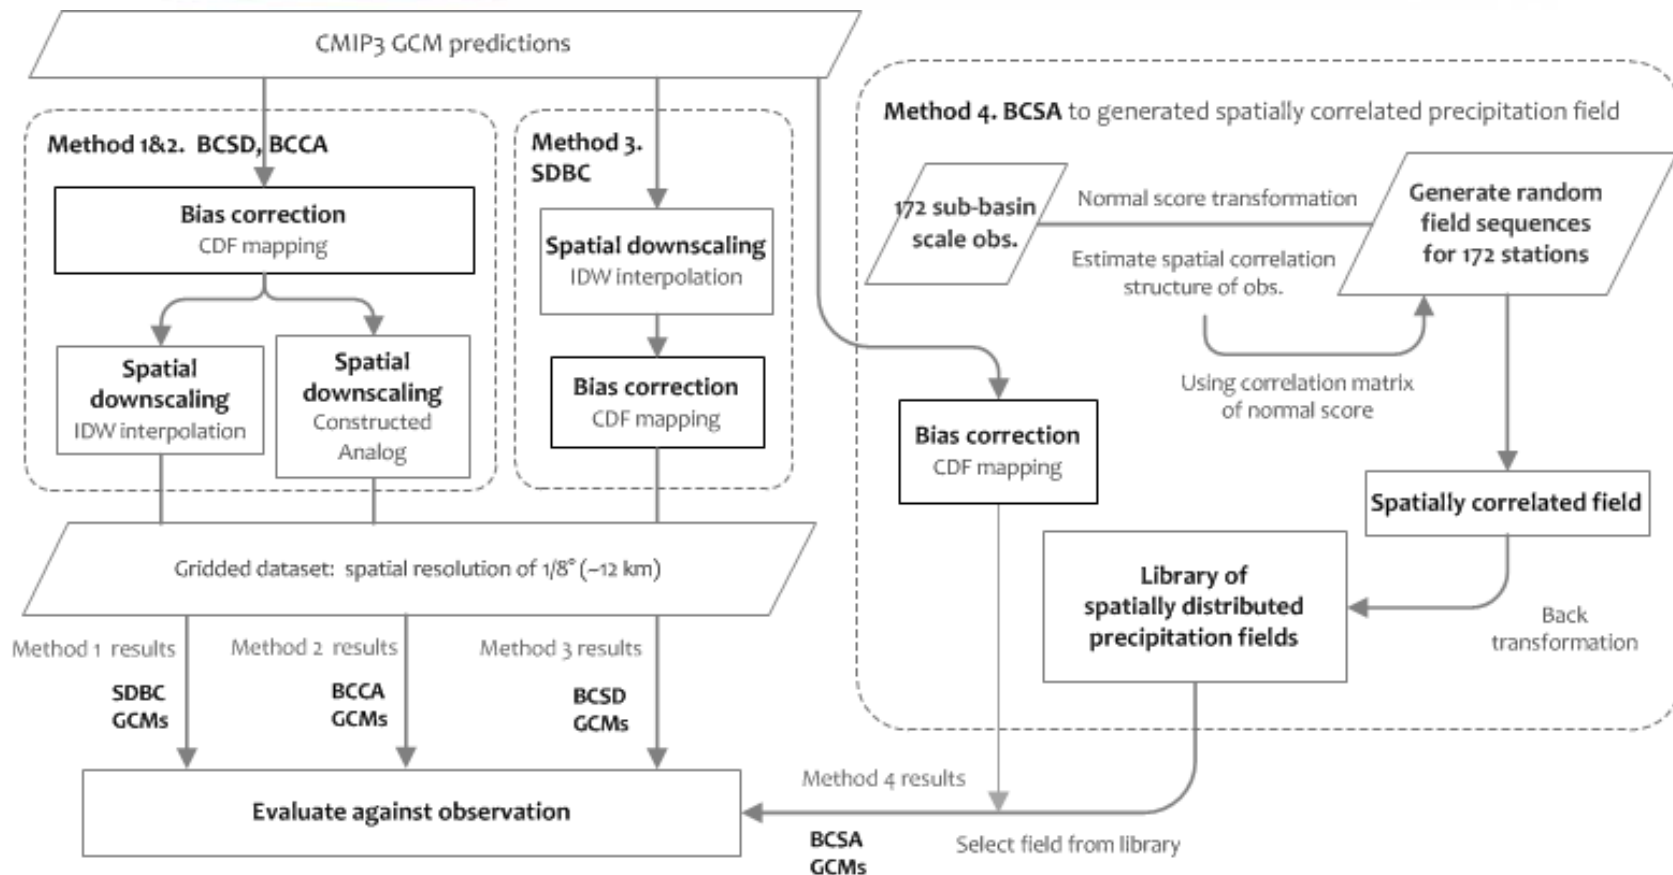 CMIP3 GCM predictions
Method 1&2. BCSD, BCCA
Bias correction
CDF mapping
Spatial
downscaling
IDW interpolation
Spatial
downscaling
Constructed
Analog
Method 3.
SDBC
Spatial downscaling
IDW interpolation
Bias correction
CDF mapping
Method 4. BCSA to generated spatially correlated precipitation field
172 sub-basin
scale obs.
Normal score transformation
Estimate spatial correlation
structure of obs.
Generate random
field sequences
for 172 stations
Using correlation matrix
of normal score
Bias correction
CDF mapping
Spatially correlated field
Library of
spatially distributed
precipitation fields
Back
transformation
Gridded dataset: spatial resolution of 1/8° (~12 km)
Method 1 results
SDBC
GCMs
Method 2 results
BCCA
GCMs
Method 3 results
BCSD
GCMs
Evaluate against observation
Method 4 results
BCSA
GCMs
Select field from library